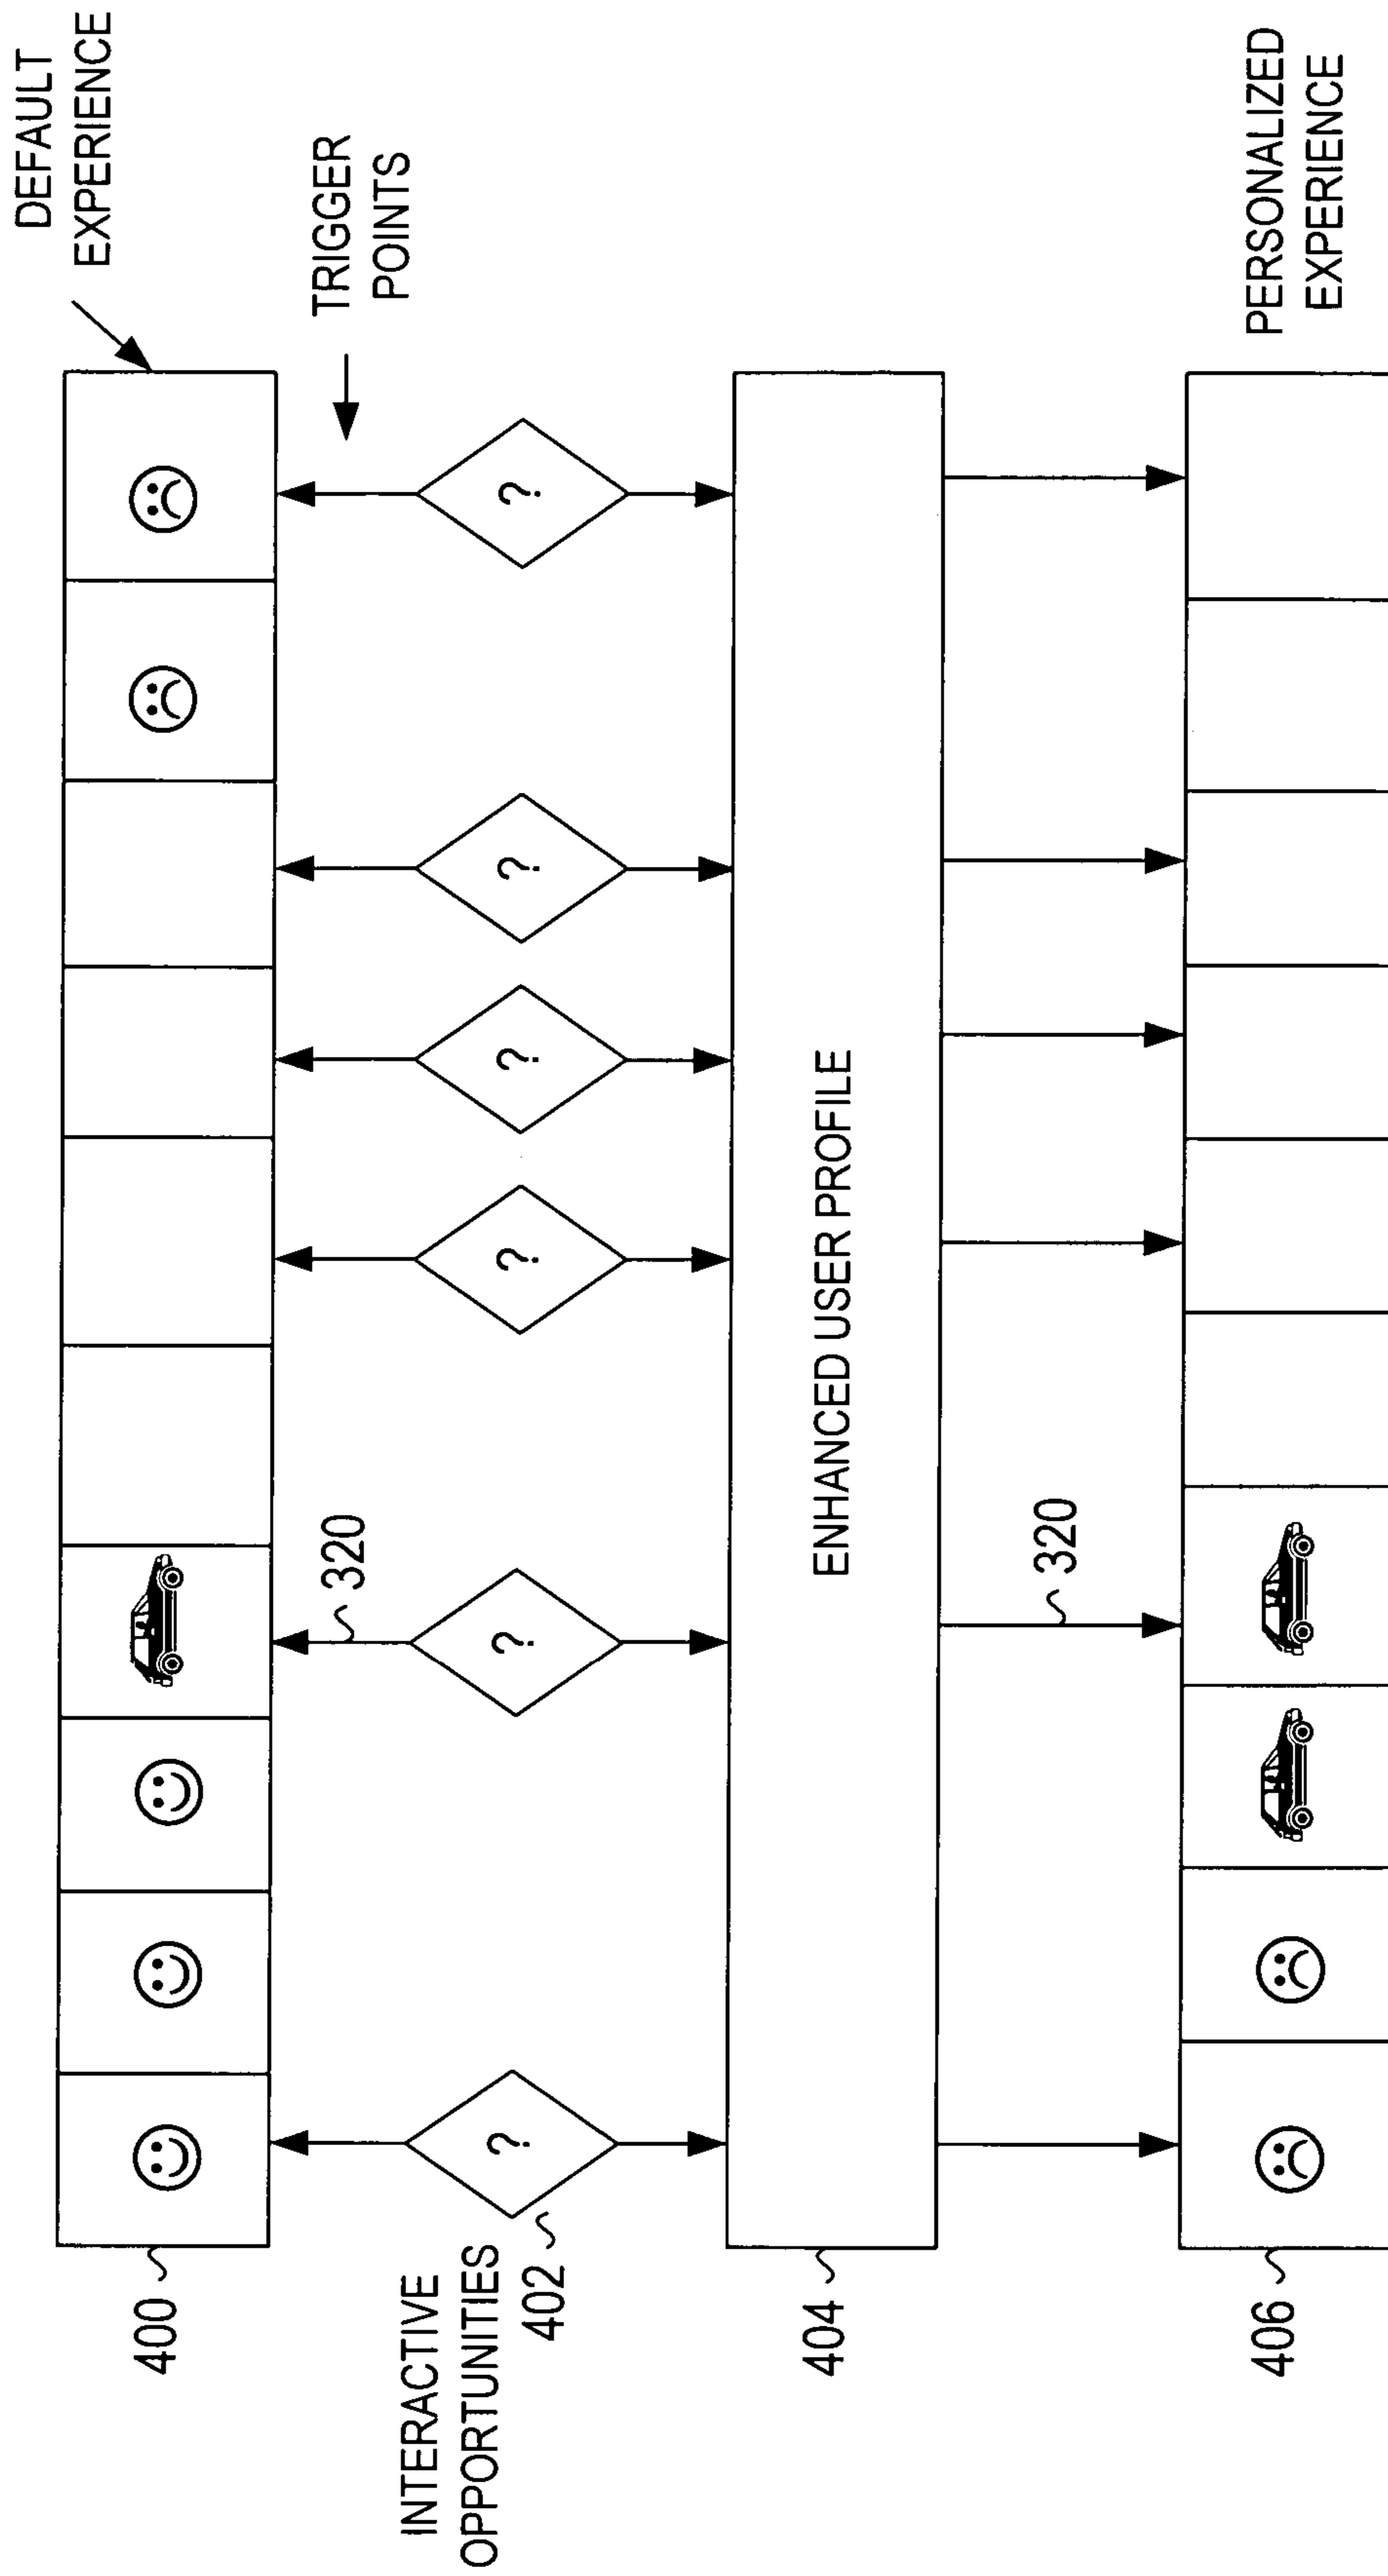 DEFAULT
EXPERIENCE
TRIGGER
POINTS
400
320
INTERACTIVE
OPPORTUNITIES
402
?
?
?
?
?
?
404
ENHANCED USER PROFILE
320
406
PERSONALIZED
EXPERIENCE